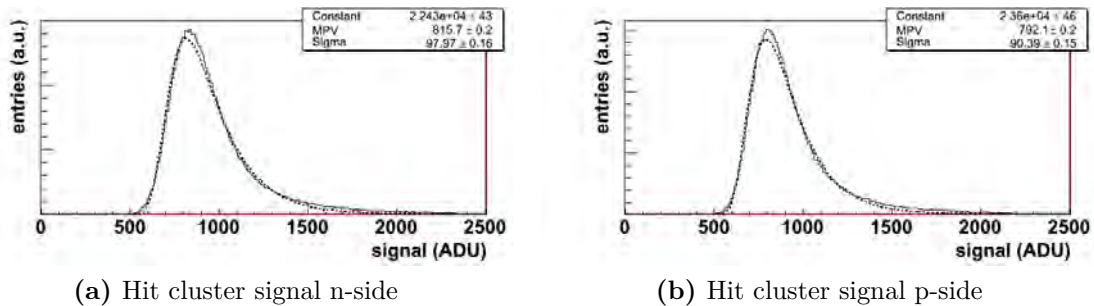 Constant 2.243e+04 ± 43
MPV 815.7 ± 0.2
Sigma 97.97 ± 0.16
entries (a.u.)
0 500 1000 1500 2000 2500
signal (ADU)
(a) Hit cluster signal n-side
Constant 2.36e+04 ± 46
MPV 792.1 ± 0.2
Sigma 90.39 ± 0.15
entries (a.u.)
0 500 1000 1500 2000 2500
signal (ADU)
(b) Hit cluster signal p-side